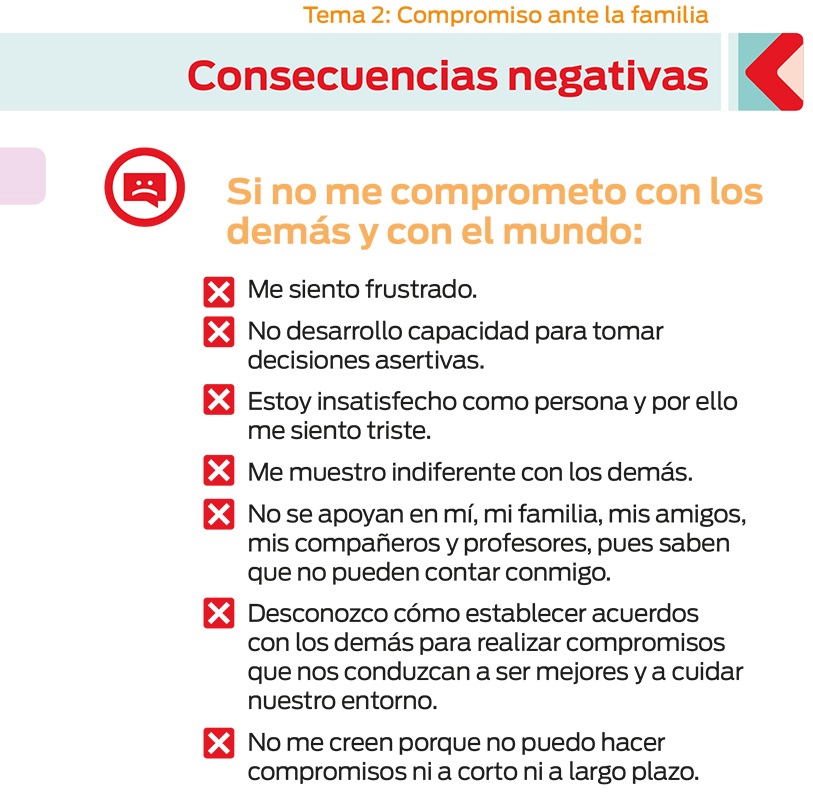 Tema 2: Compromiso ante la familia
Consecuencias negativas
Si no me comprometo con los
demás y con el mundo:
Me siento frustrado.
No desarrollo capacidad para tomar
decisiones asertivas.
Estoy insatisfecho como persona y por ello
me siento triste.
Me muestro indiferente con los demás.
No se apoyan en mí, mi familia, mis amigos,
mis compañeros y profesores, pues saben
que no pueden contar conmigo.
Desconozco cómo establecer acuerdos
con los demás para realizar compromisos
que nos conduzcan a ser mejores y a cuidar
nuestro entorno.
No me creen porque no puedo hacer
compromisos ni a corto ni a largo plazo.